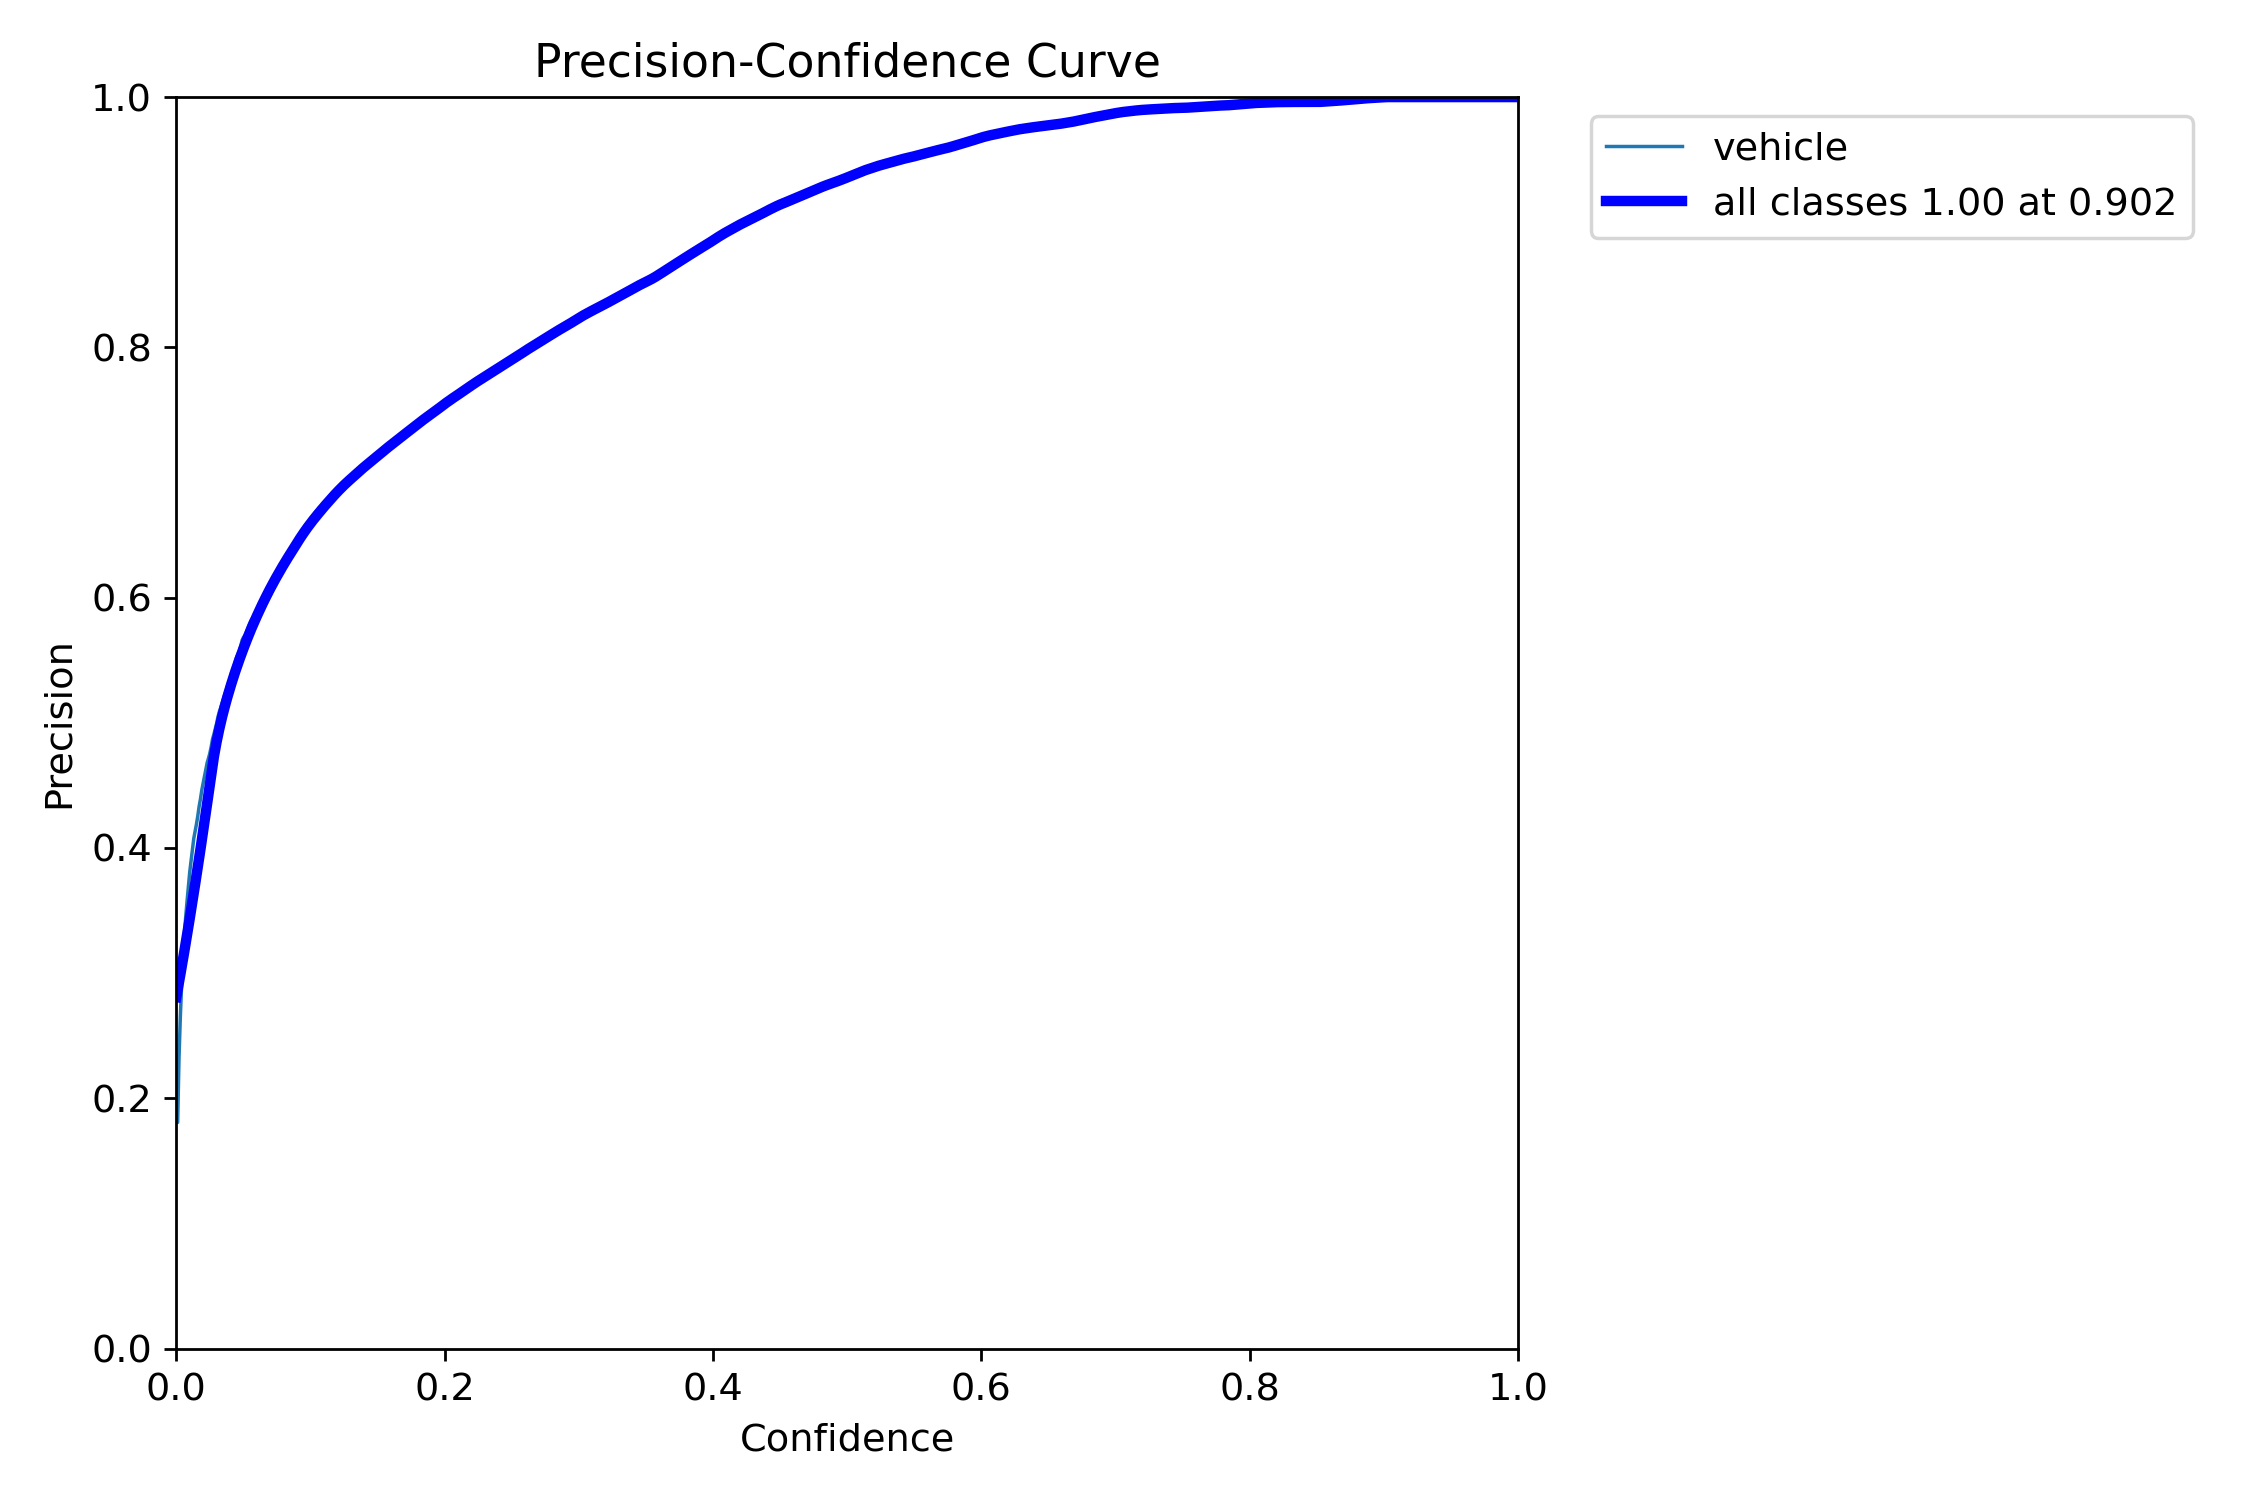 Precision-Confidence Curve
1.0
0.8
0.6
0.4
0.2
0.0
Precision
0.0 0.2 0.4 0.6 0.8 1.0
Confidence
vehicle
all classes 1.00 at 0.902